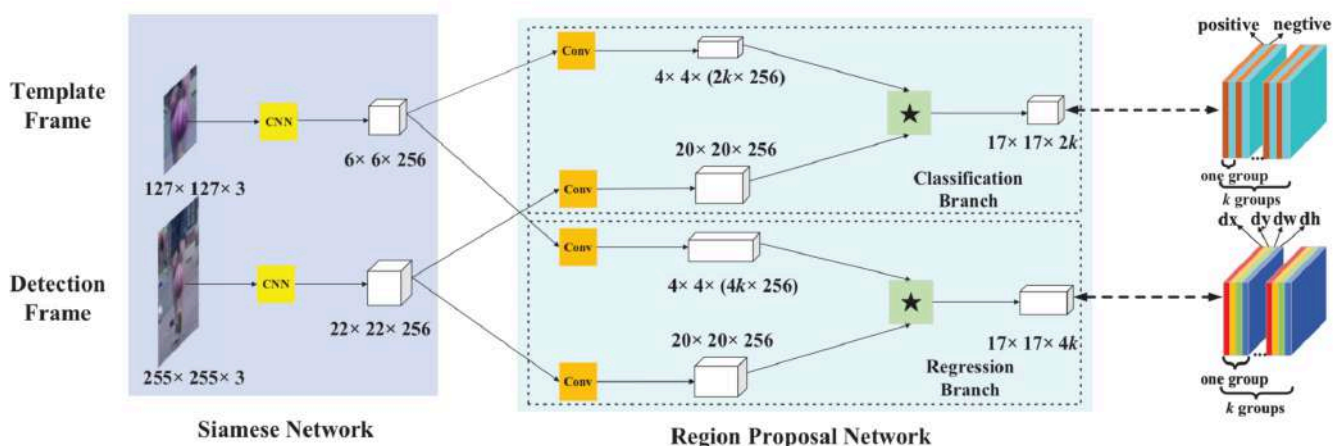 Template
Frame
127× 127× 3
CNN
6× 6× 256
Detection
Frame
255× 255× 3
CNN
22× 22× 256
Siamese Network
Conv
4× 4× (2k× 256)
Conv
20× 20× 256
★
17× 17× 2k
Classification
Branch
Conv
4× 4× (4k× 256)
Conv
20× 20× 256
★
17× 17× 4k
Regression
Branch
Region Proposal Network
positive negtive
...
one group
k groups
dx dy dw dh
...
one group
k groups